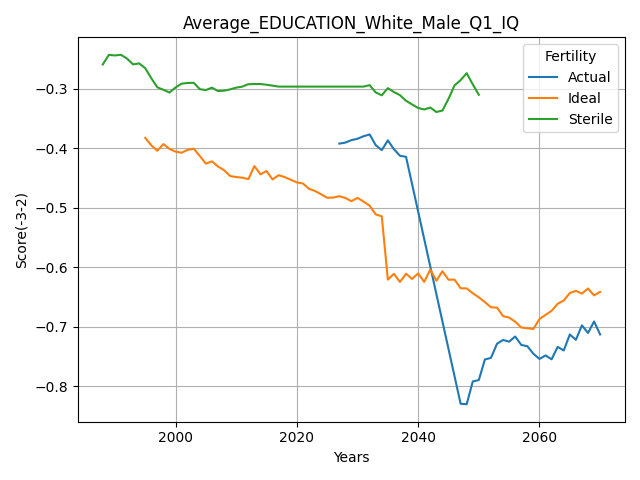 Average_EDUCATION_White_Male_Q1_IQ
Fertility
Actual
Ideal
Sterile
Score(-3-2)
−0.3
−0.4
−0.5
−0.6
−0.7
−0.8
2000
2020
2040
2060
Years